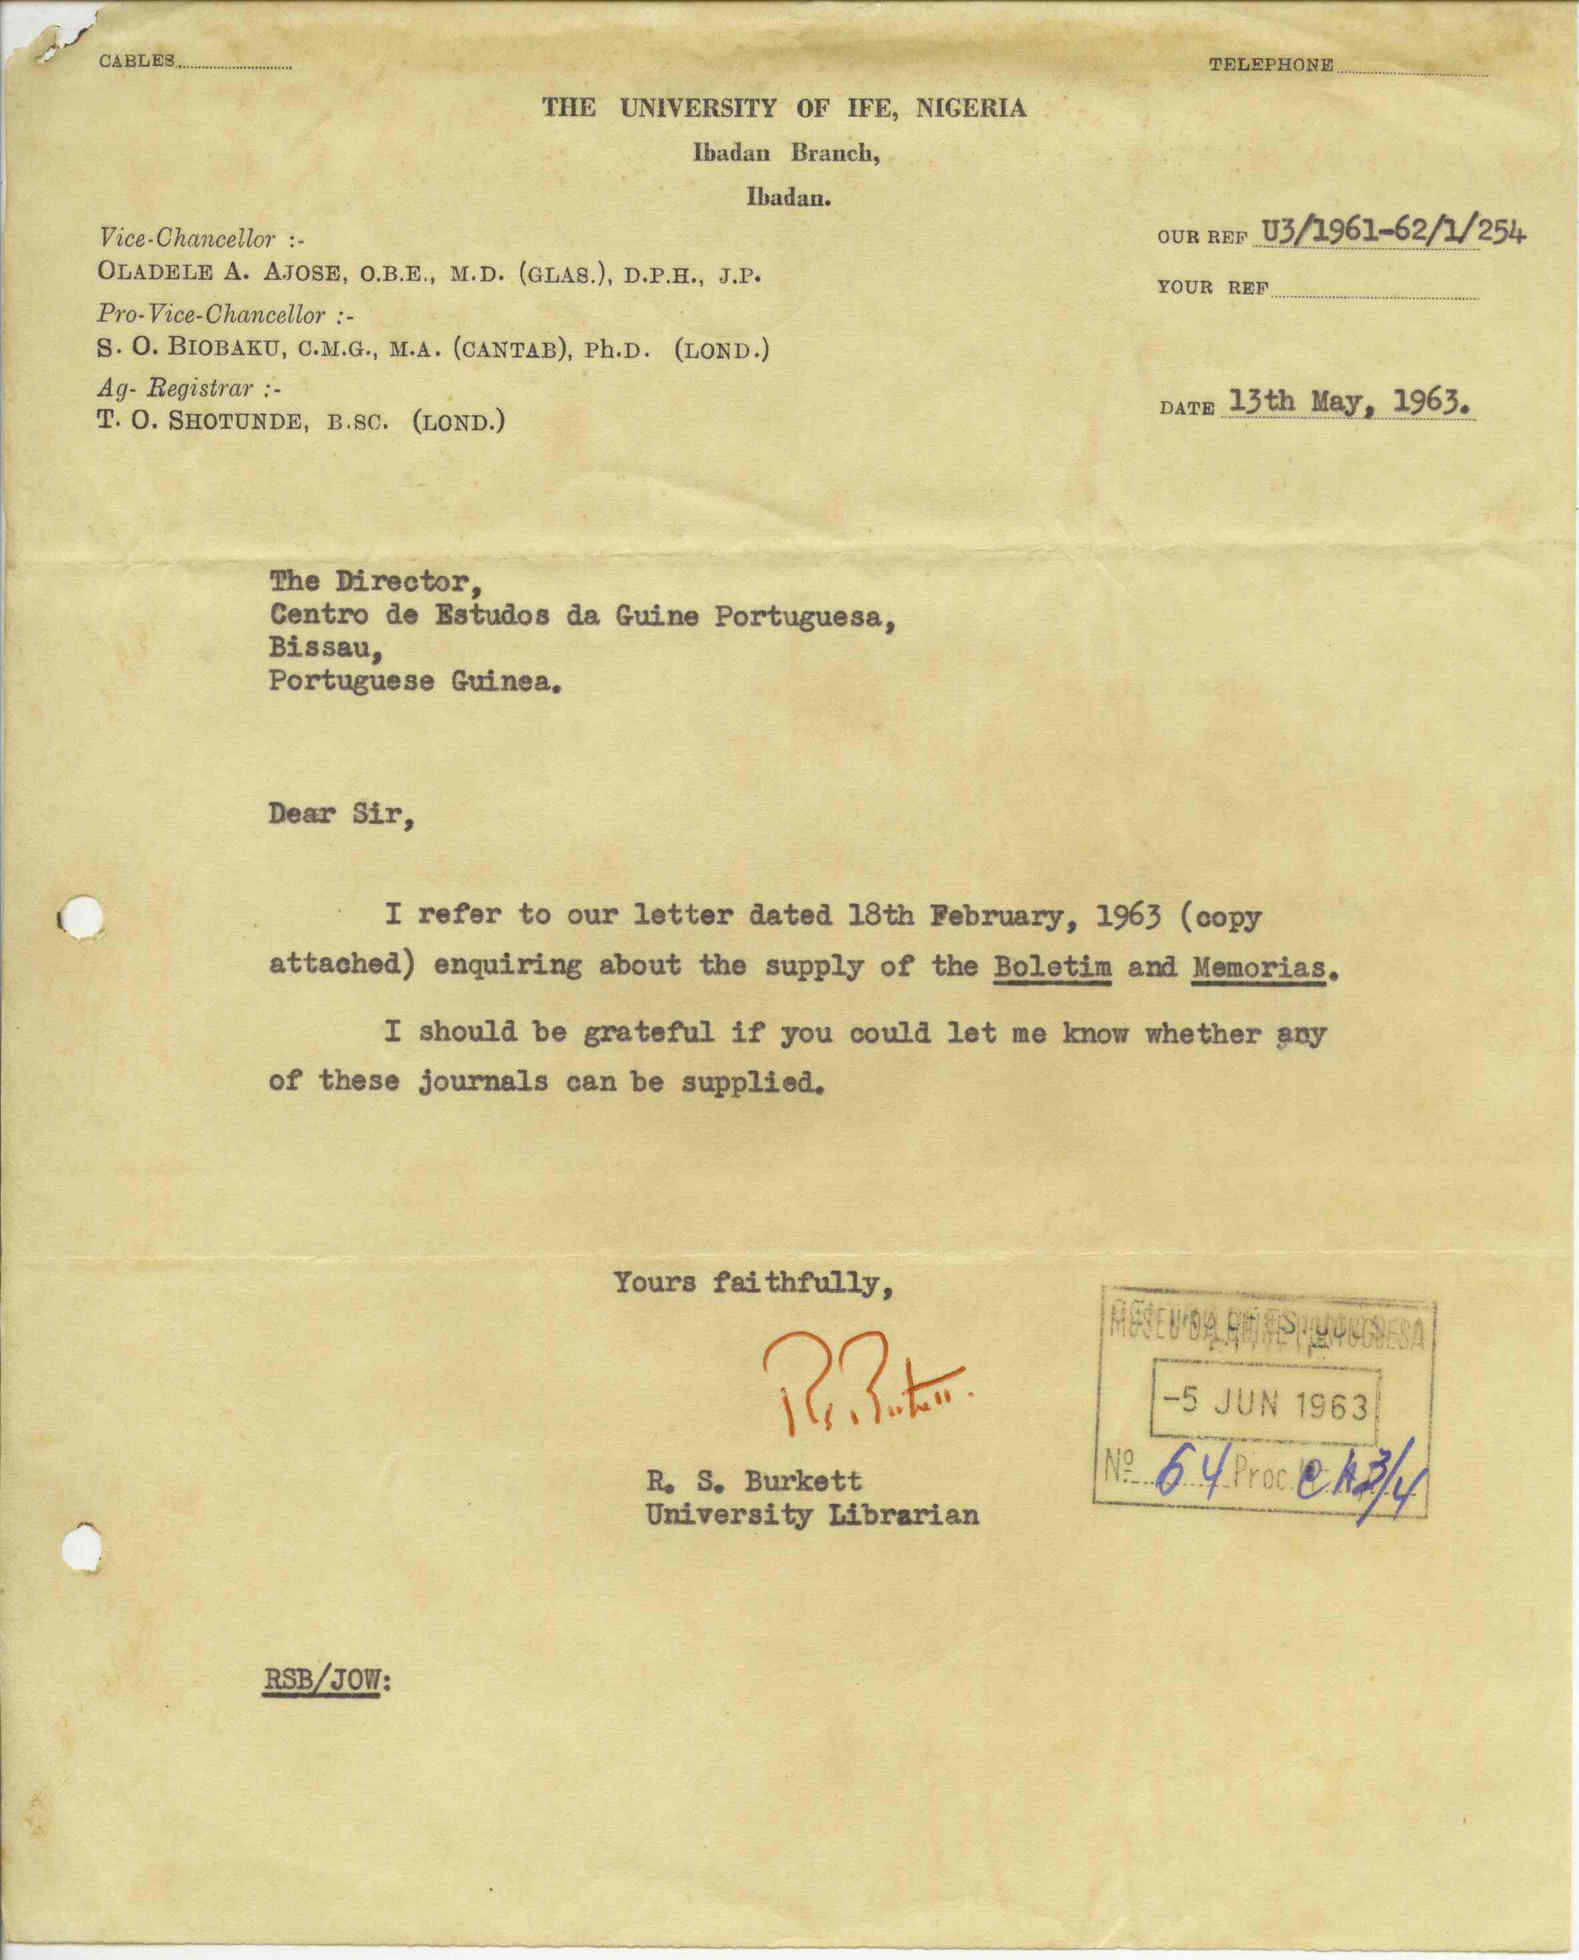 CABLES
TELEPHONE
THE UNIVERSITY OF IFE, NIGERIA
Ibadan Branch,
Ibadan.
Vice-Chancellor :-
OLADELE A. AJOSE, O.B.E., M.D. (GLAS.), D.P.H., J.P.
Pro-Vice-Chancellor :-
S. O. BIOBAKU, C.M.G., M.A. (CANTAB), Ph.D. (LOND.)
Ag- Registrar :-
T. O. SHOTUNDE, B.SC. (LOND.)
OUR REF U3/1961-62/1/254
YOUR REF
DATE 13th May, 1963.
The Director,
Centro de Estudos da Guine Portuguesa,
Bissau,
Portuguese Guinea.
Dear Sir,
I refer to our letter dated 18th February, 1963 (copy
attached) enquiring about the supply of the Boletim and Memorias.
I should be grateful if you could let me know whether any
of these journals can be supplied.
Yours faithfully,
R. S. Burkett
University Librarian
MUSEU DA GUINÉ PORTUGUESA
-5 JUN 1963
Nº 64 Proc
RSB/JOW: